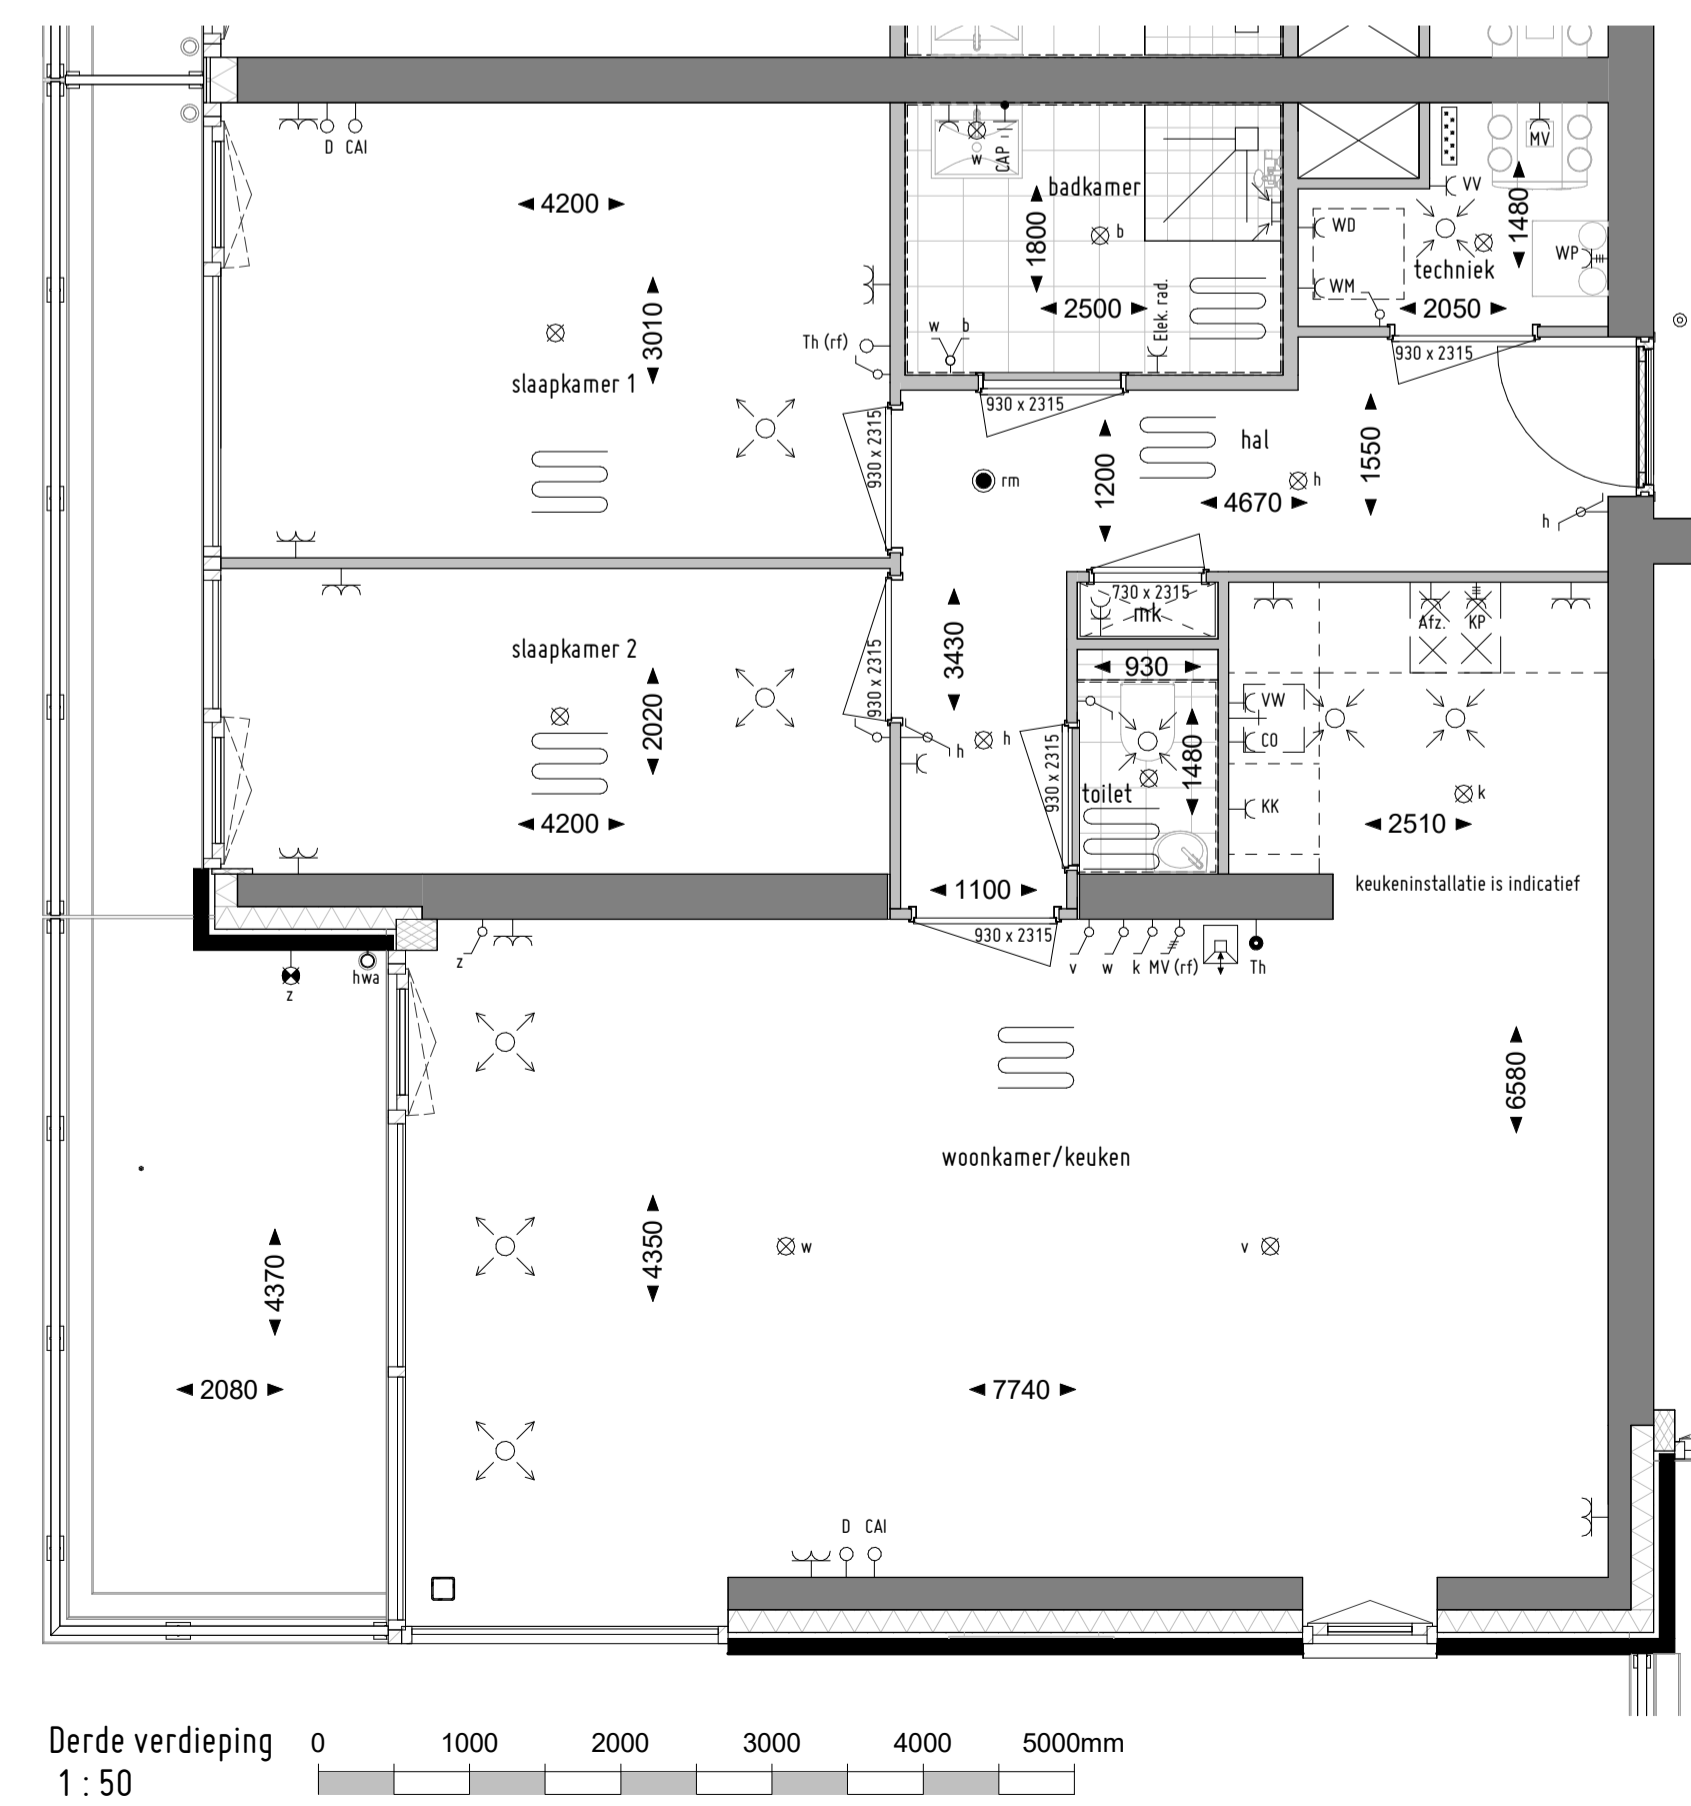 D CAI
4200
3010
slaapkamer 1
Th (rf)
930 x 2315
w
CAP
badkamer
1800
b
2500
Elek. rad.
w b
930 x 2315
MV
VV
1480
WD
WP
techniek
WM
2050
930 x 2315
hal
1550
1200
rm
h
4670
h
730 x 2315
mk
slaapkamer 2
2020
4200
930 x 2315
3430
h
h
930 x 2315
930
1480
toilet
1100
930 x 2315
Afz. KP
VW
CO
KK
k
2510
keukeninstallatie is indicatief
z
hwa
z
v w k MV (rf) Th
6580
woonkamer/keuken
4350
w
v
4370
2080
7740
D CAI
Derde verdieping
1 : 50
0 1000 2000 3000 4000 5000mm